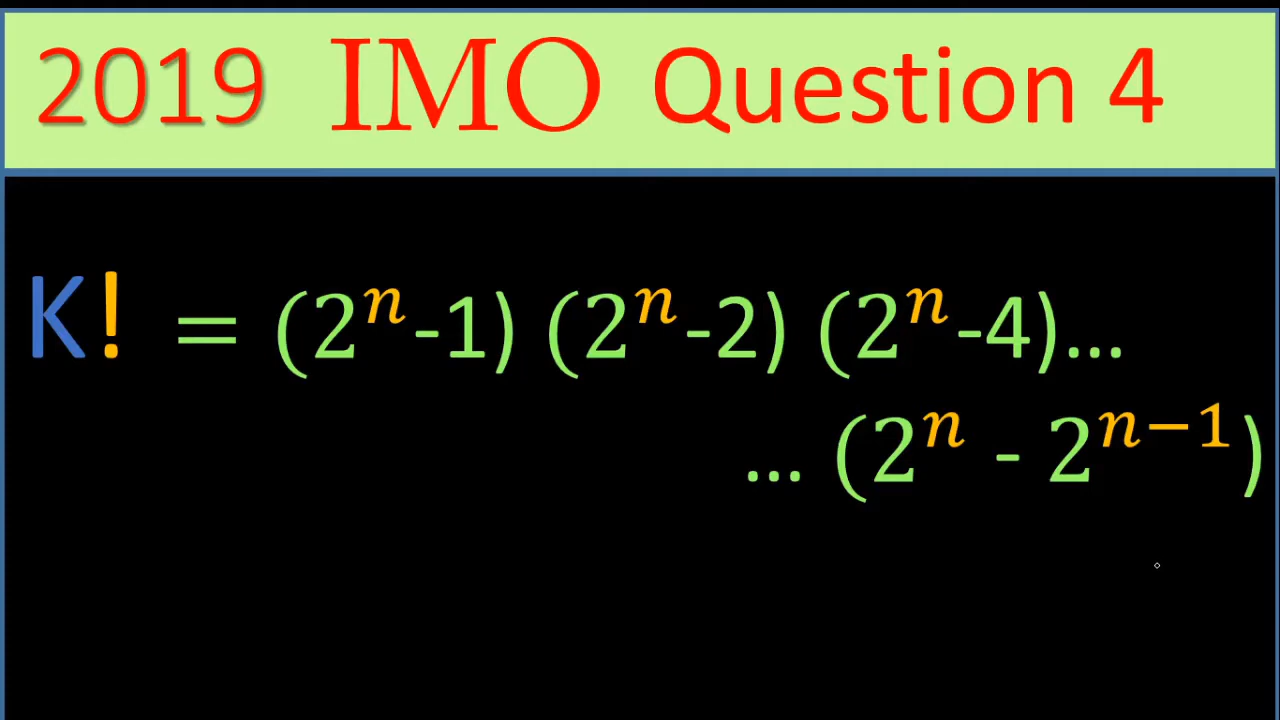 2019 IMO Question 4
K! = (2^n-1) (2^n-2) (2^n-4)...
... (2^n - 2^{n-1})